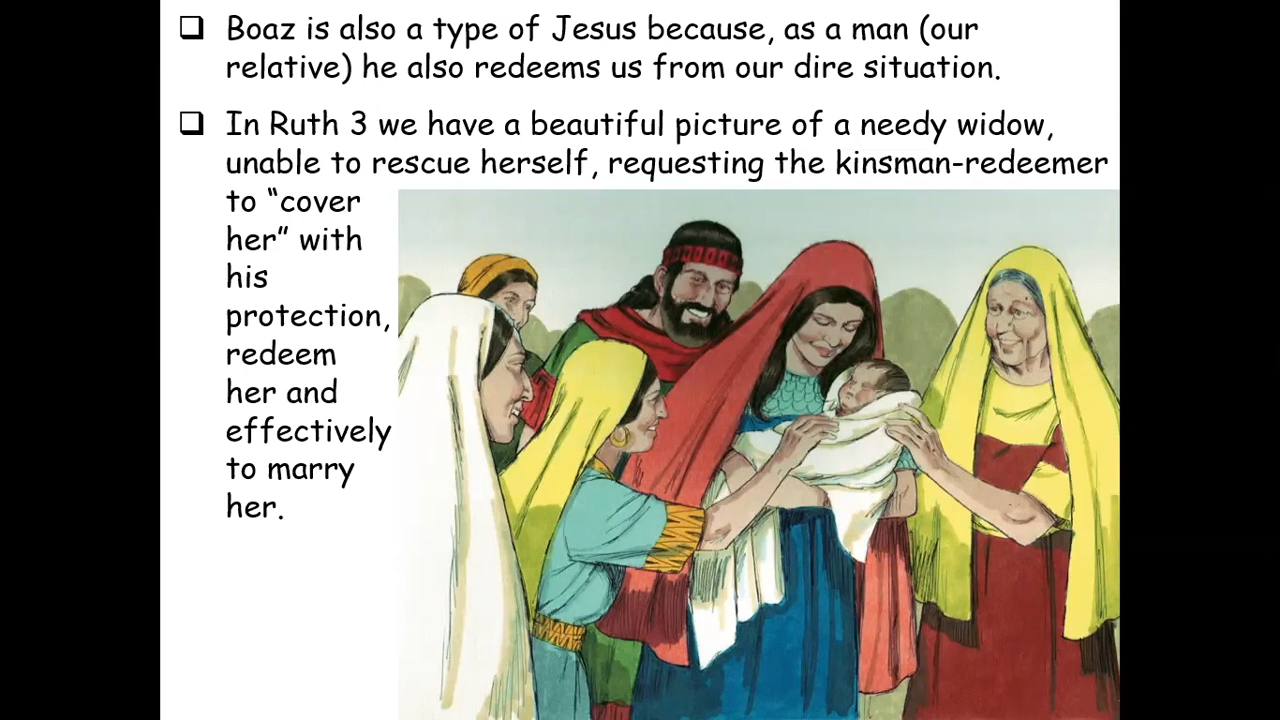 ❑ Boaz is also a type of Jesus because, as a man (our
relative) he also redeems us from our dire situation.
❑ In Ruth 3 we have a beautiful picture of a needy widow,
unable to rescue herself, requesting the kinsman-redeemer
to “cover
her” with
his
protection,
redeem
her and
effectively
to marry
her.